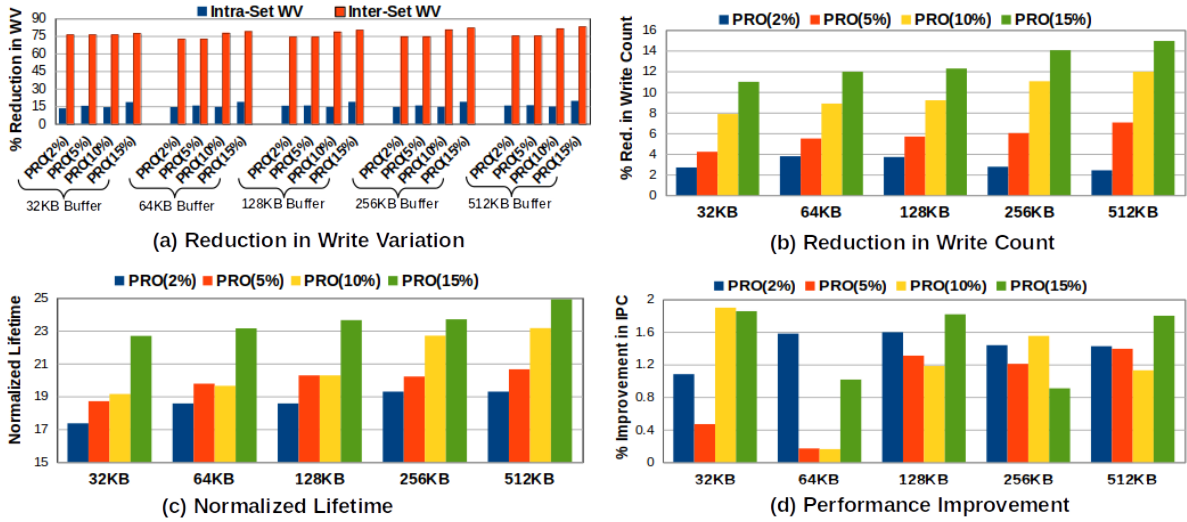 Intra-Set WV Inter-Set WV
% Reduction in WV
90
75
60
45
30
15
0
PRO(2%) PRO(5%) PRO(10%) PRO(15%) PRO(2%) PRO(5%) PRO(10%) PRO(15%) PRO(2%) PRO(5%) PRO(10%) PRO(15%) PRO(2%) PRO(5%) PRO(10%) PRO(15%) PRO(2%) PRO(5%) PRO(10%) PRO(15%)
32KB Buffer 64KB Buffer 128KB Buffer 256KB Buffer 512KB Buffer
(a) Reduction in Write Variation
PRO(2%) PRO(5%) PRO(10%) PRO(15%)
% Red. in Write Count
16
14
12
10
8
6
4
2
0
32KB 64KB 128KB 256KB 512KB
(b) Reduction in Write Count
PRO(2%) PRO(5%) PRO(10%) PRO(15%)
Normalized Lifetime
25
23
21
19
17
15
32KB 64KB 128KB 256KB 512KB
(c) Normalized Lifetime
PRO(2%) PRO(5%) PRO(10%) PRO(15%)
% Improvement in IPC
2
1.6
1.2
0.8
0.4
0
32KB 64KB 128KB 256KB 512KB
(d) Performance Improvement